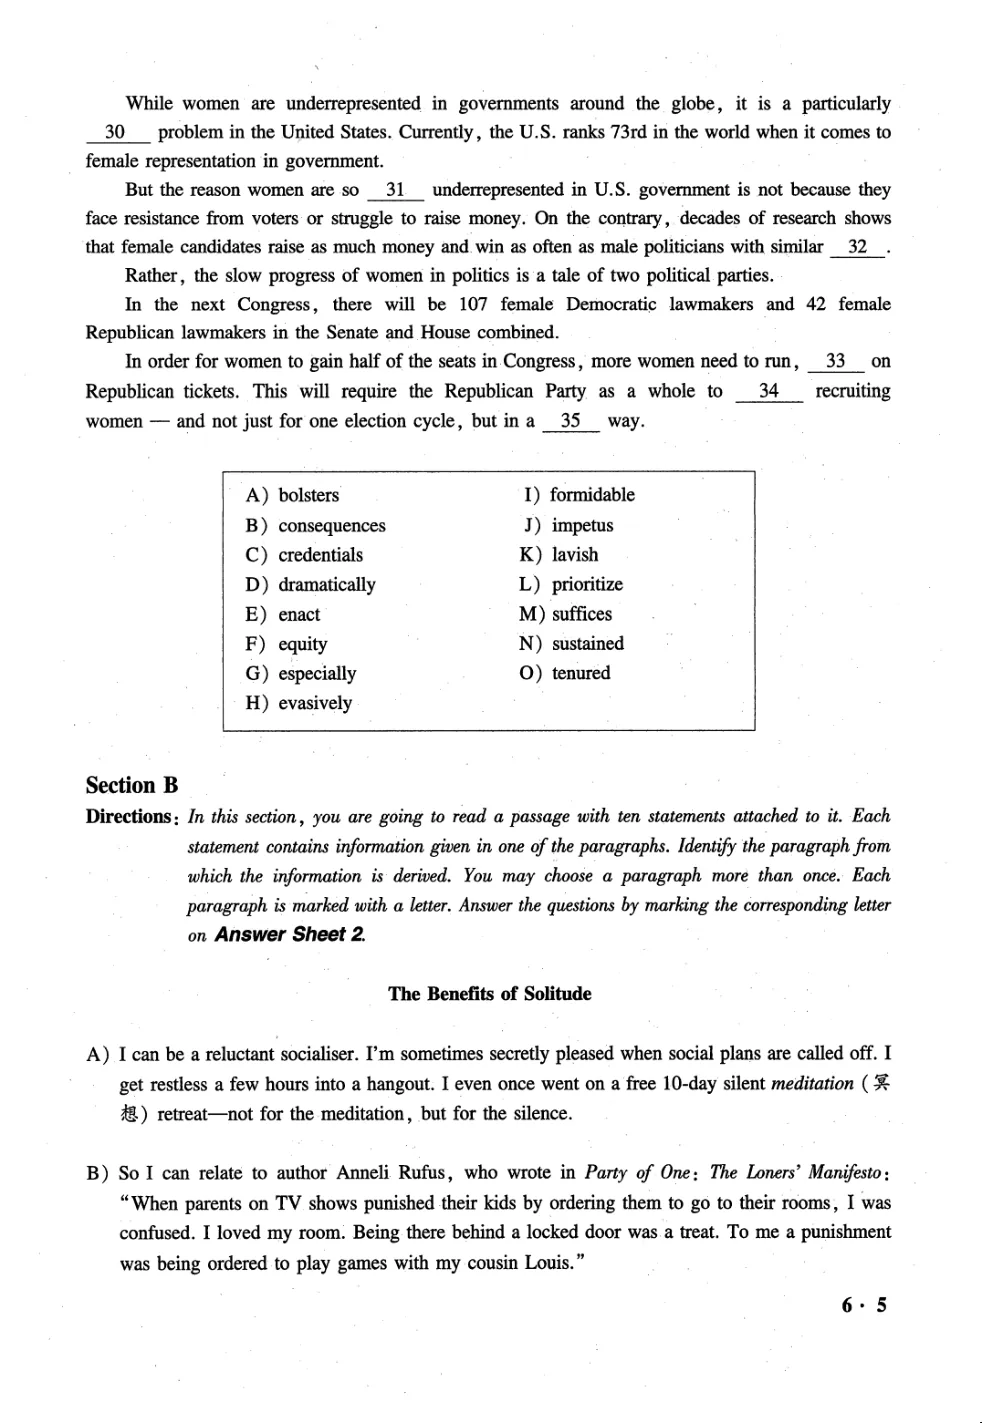 While women are underrepresented in governments around the globe, it is a particularly
30 problem in the United States. Currently, the U.S. ranks 73rd in the world when it comes to
female representation in government.
But the reason women are so 31 underrepresented in U.S. government is not because they
face resistance from voters or struggle to raise money. On the contrary, decades of research shows
that female candidates raise as much money and win as often as male politicians with similar 32.
Rather, the slow progress of women in politics is a tale of two political parties.
In the next Congress, there will be 107 female Democratic lawmakers and 42 female
Republican lawmakers in the Senate and House combined.
In order for women to gain half of the seats in Congress, more women need to run, 33 on
Republican tickets. This will require the Republican Party as a whole to 34 recruiting
women — and not just for one election cycle, but in a 35 way.
A) bolsters
B) consequences
C) credentials
D) dramatically
E) enact
F) equity
G) especially
H) evasively
I) formidable
J) impetus
K) lavish
L) prioritize
M) suffices
N) sustained
O) tenured
Section B
Directions: In this section, you are going to read a passage with ten statements attached to it. Each
statement contains information given in one of the paragraphs. Identify the paragraph from
which the information is derived. You may choose a paragraph more than once. Each
paragraph is marked with a letter. Answer the questions by marking the corresponding letter
on Answer Sheet 2.
The Benefits of Solitude
A) I can be a reluctant socialiser. I'm sometimes secretly pleased when social plans are called off. I
get restless a few hours into a hangout. I even once went on a free 10-day silent meditation (冥
想) retreat—not for the meditation, but for the silence.
B) So I can relate to author Anneli Rufus, who wrote in Party of One: The Loners' Manifesto:
"When parents on TV shows punished their kids by ordering them to go to their rooms, I was
confused. I loved my room. Being there behind a locked door was a treat. To me a punishment
was being ordered to play games with my cousin Louis."
6 · 5